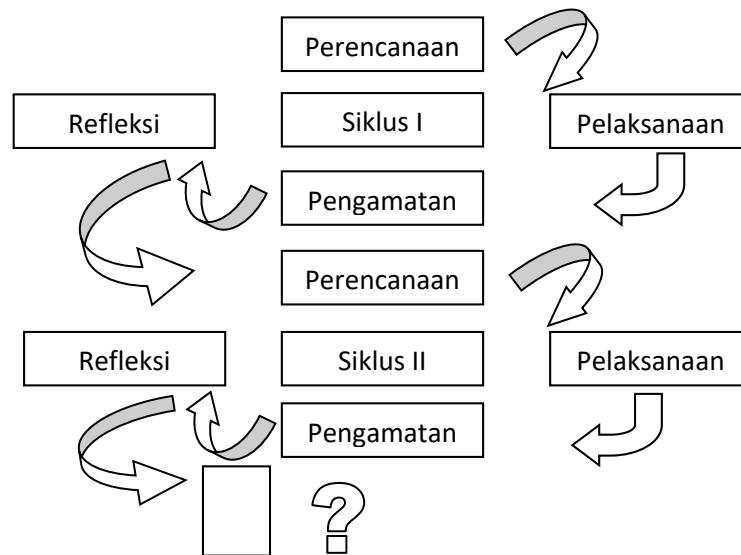 Perencanaan
Refleksi
Siklus I
Pelaksanaan
Pengamatan
Perencanaan
Refleksi
Siklus II
Pelaksanaan
Pengamatan
?